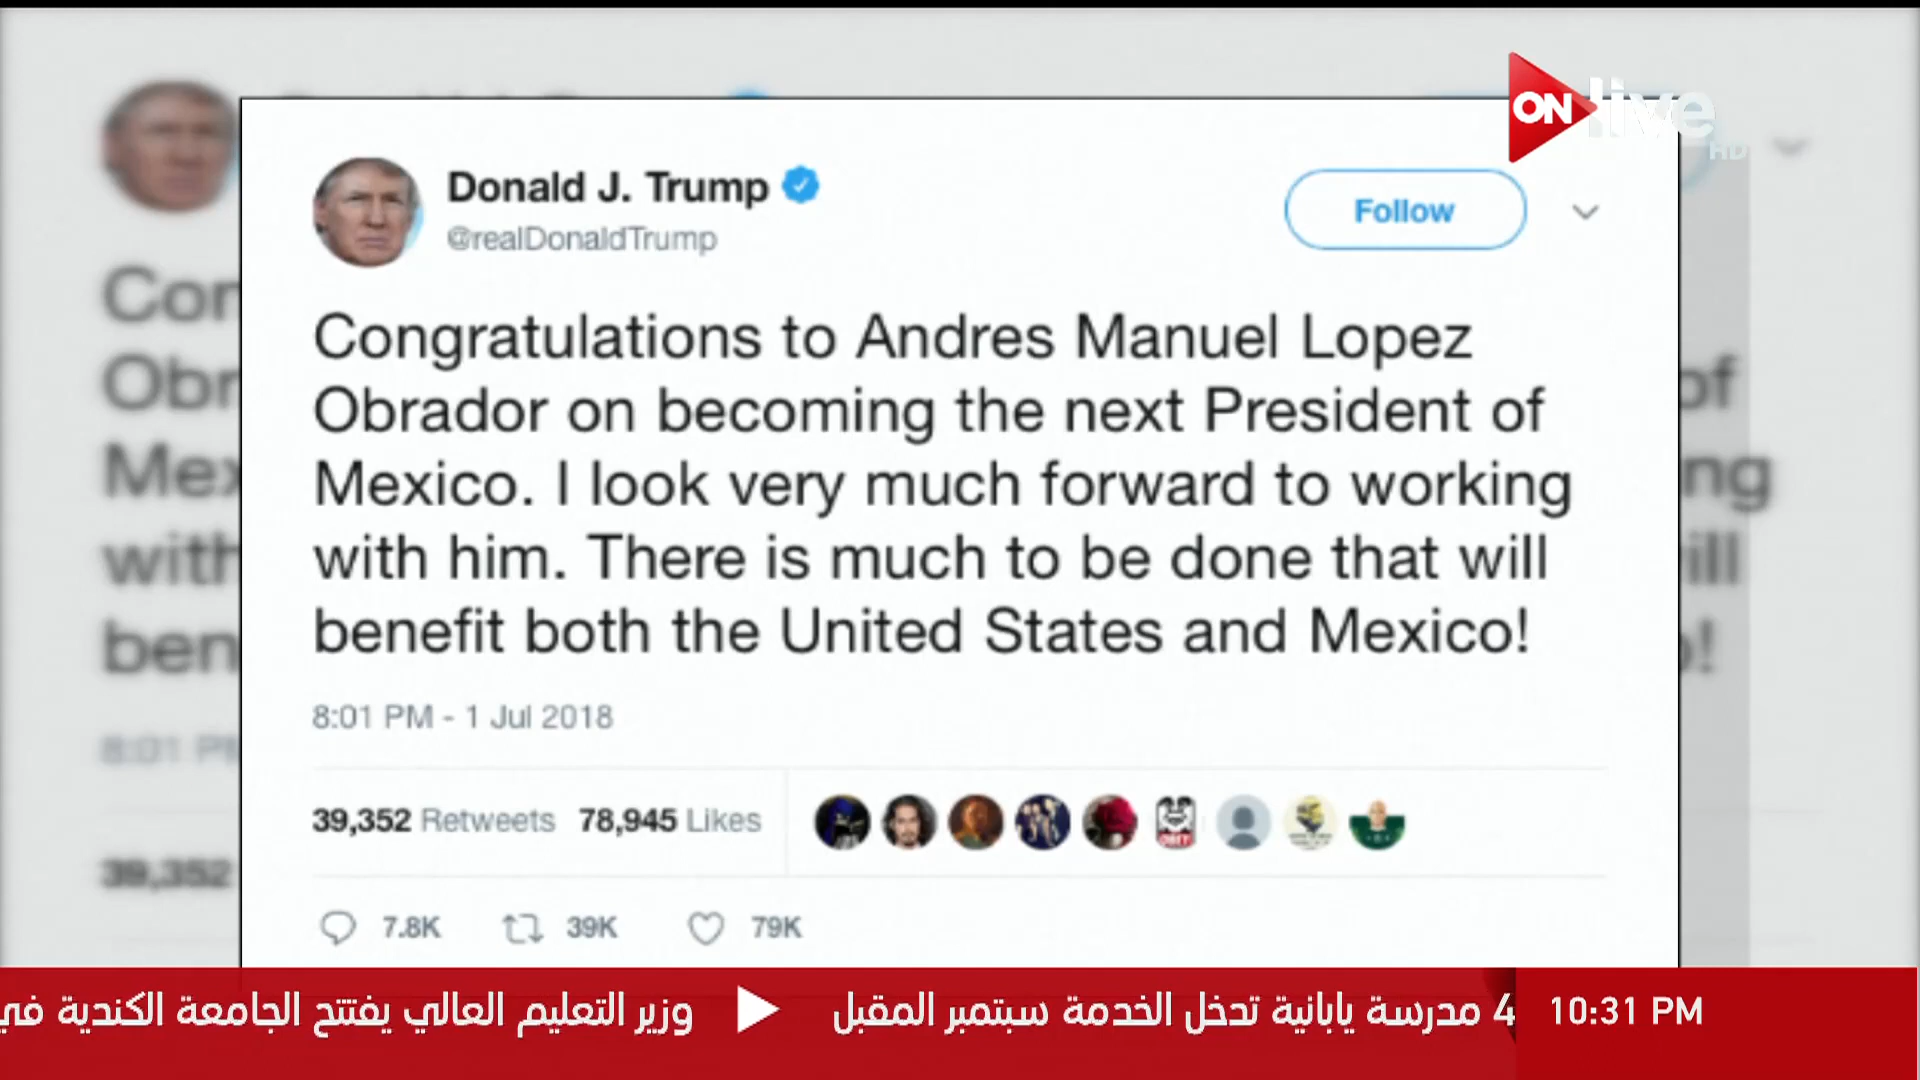 ON live
HD
Donald J. Trump
@realDonaldTrump
Follow
Congratulations to Andres Manuel Lopez
Obrador on becoming the next President of
Mexico. I look very much forward to working
with him. There is much to be done that will
benefit both the United States and Mexico!
8:01 PM - 1 Jul 2018
39,352 Retweets 78,945 Likes
OBEY
7.8K 39K 79K
4 مدرسة يابانية تدخل الخدمة سبتمبر المقبل
وزير التعليم العالي يفتتح الجامعة الكندية في
10:31 PM